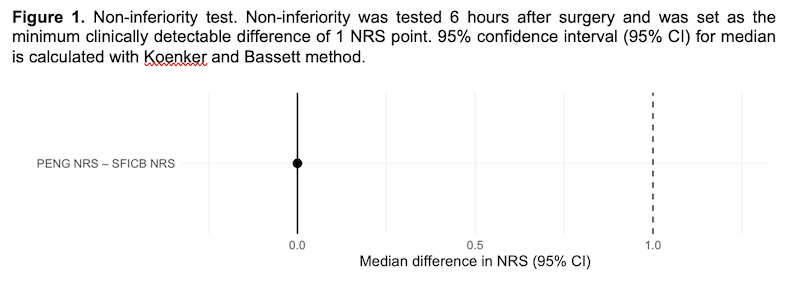 Figure 1. Non-inferiority test. Non-inferiority was tested 6 hours after surgery and was set as the
minimum clinically detectable difference of 1 NRS point. 95% confidence interval (95% CI) for median
is calculated with Koenker and Bassett method.
PENG NRS – SFICB NRS
0.0 0.5 1.0
Median difference in NRS (95% CI)